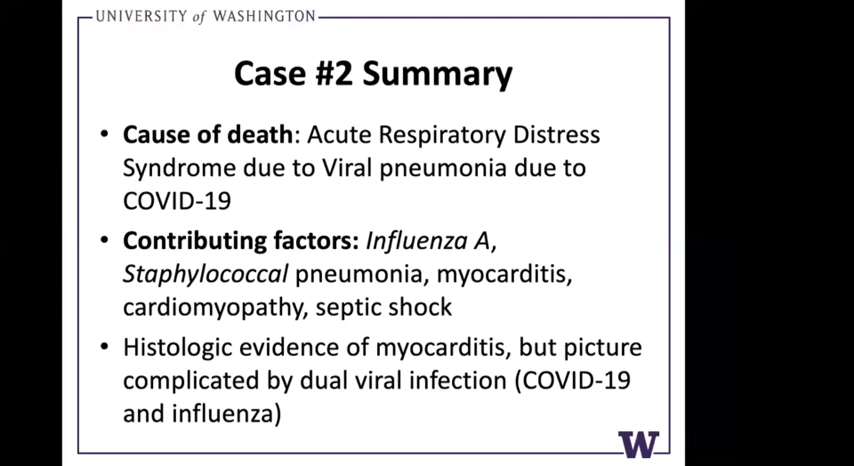 UNIVERSITY of WASHINGTON
Case #2 Summary
• Cause of death: Acute Respiratory Distress
Syndrome due to Viral pneumonia due to
COVID-19
• Contributing factors: Influenza A,
Staphylococcal pneumonia, myocarditis,
cardiomyopathy, septic shock
• Histologic evidence of myocarditis, but picture
complicated by dual viral infection (COVID-19
and influenza)
W